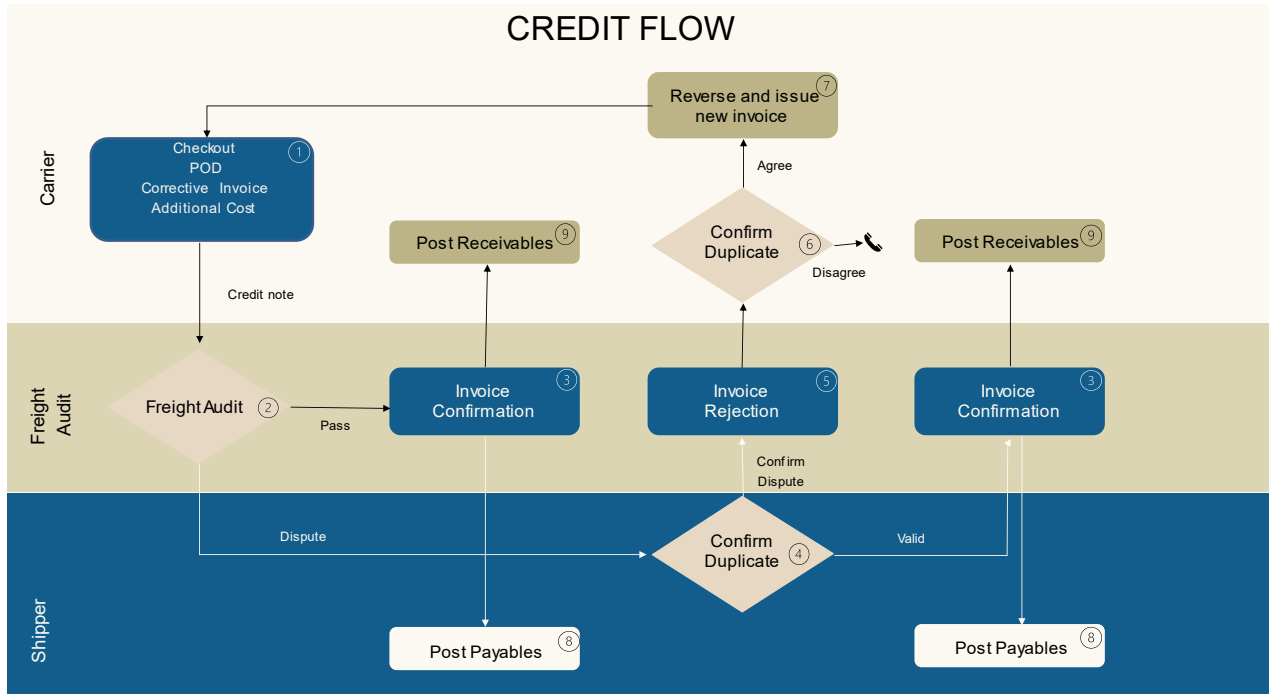 CREDIT FLOW
Carrier
Checkout
POD
Corrective Invoice
Additional Cost
1
Credit note
Post Receivables
9
Reverse and issue
new invoice
7
Agree
Confirm
Duplicate
6
Disagree
Post Receivables
9
Freight
Audit
Freight Audit
2
Pass
Invoice
Confirmation
3
Invoice
Rejection
5
Confirm
Dispute
Invoice
Confirmation
3
Shipper
Dispute
Confirm
Duplicate
4
Valid
Post Payables
8
Post Payables
8